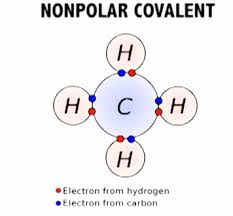 NONPOLAR COVALENT
H
H C H
H
Electron from hydrogen
Electron from carbon